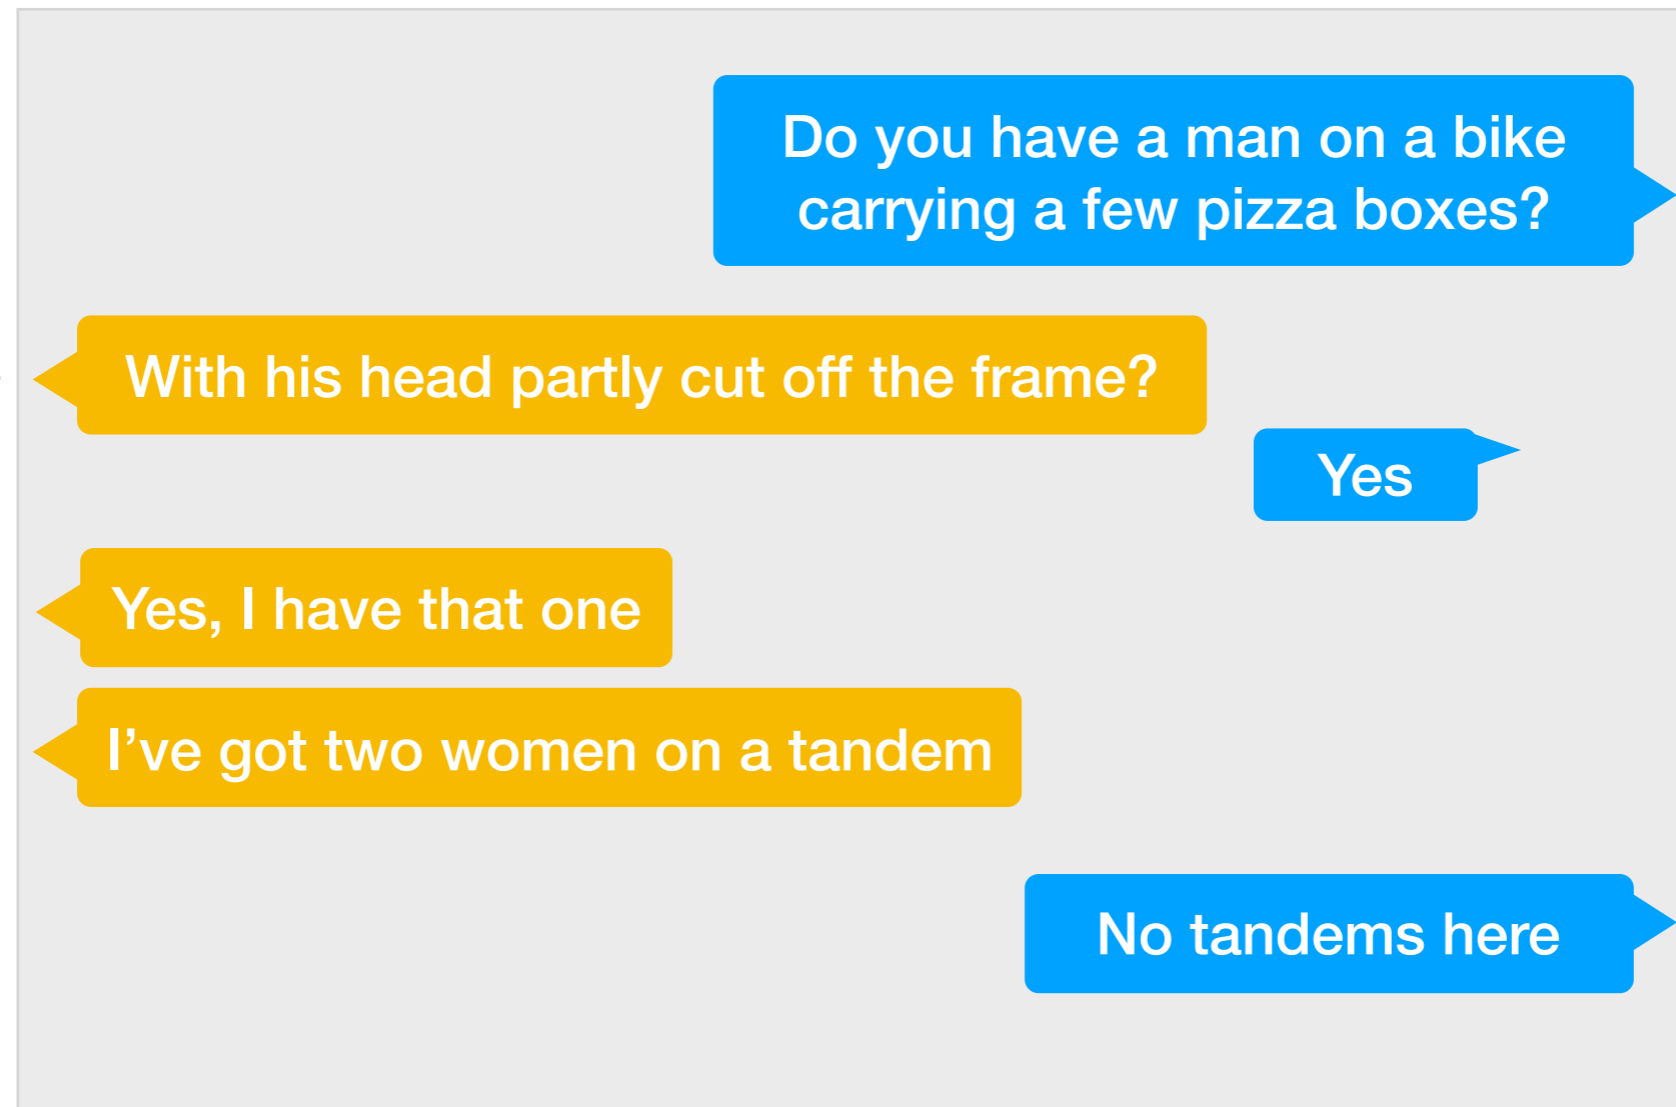 Do you have a man on a bike
carrying a few pizza boxes?
With his head partly cut off the frame?
Yes
Yes, I have that one
I’ve got two women on a tandem
No tandems here